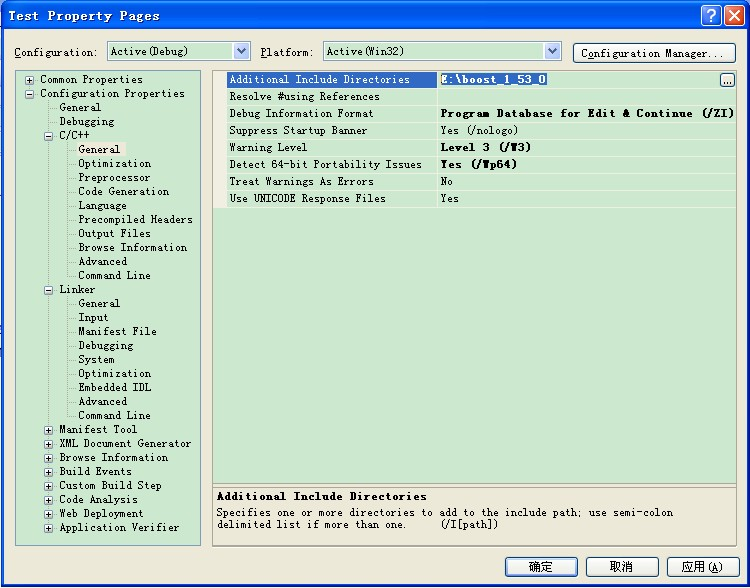 Test Property Pages
Configuration: Active(Debug) Platform: Active(Win32) Configuration Manager...
Common Properties
Configuration Properties
General
Debugging
C/C++
General
Optimization
Preprocessor
Code Generation
Language
Precompiled Headers
Output Files
Browse Information
Advanced
Command Line
Linker
General
Input
Manifest File
Debugging
System
Optimization
Embedded IDL
Advanced
Command Line
Manifest Tool
XML Document Generator
Browse Information
Build Events
Custom Build Step
Code Analysis
Web Deployment
Application Verifier
Additional Include Directories E:\boost_1_53_0 ...
Resolve #using References
Debug Information Format Program Database for Edit & Continue (/ZI)
Suppress Startup Banner Yes (/nologo)
Warning Level Level 3 (/W3)
Detect 64-bit Portability Issues Yes (/Wp64)
Treat Warnings As Errors No
Use UNICODE Response Files Yes
Additional Include Directories
Specifies one or more directories to add to the include path; use semi-colon
delimited list if more than one. (/I[path])
确定 取消 应用(A)